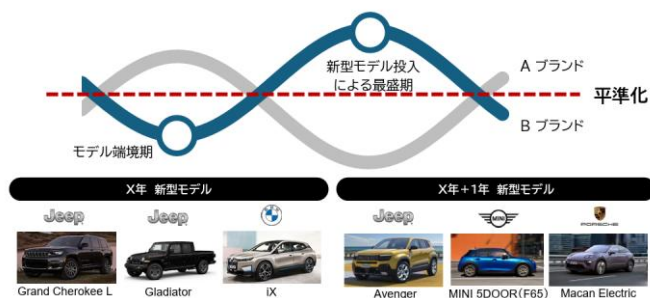 新型モデル投入
による最盛期
A ブランド
平準化
B ブランド
モデル端境期
X年 新型モデル
X年+1年 新型モデル
Jeep
Jeep
Jeep
MINI
PORSCHE
Grand Cherokee L
Gladiator
iX
Avenger
MINI 5DOOR(F65)
Macan Electric